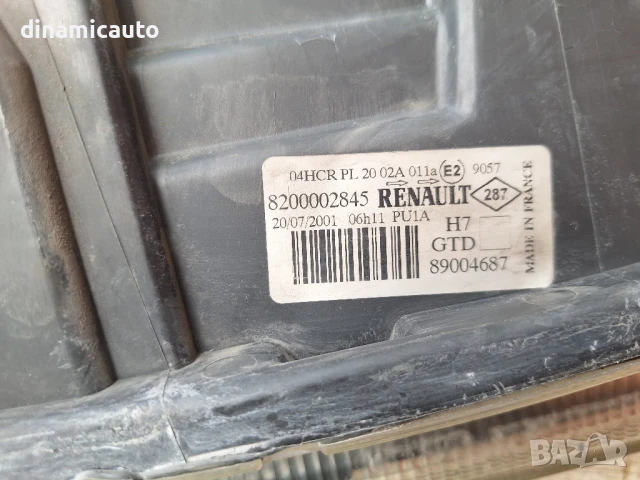 dinamicauto
04HCR PL 20 02A 011a E2 9057
8200002845 RENAULT 287
20/07/2001 06h11 PU1A
H7
GTD
89004687
MADE IN FRANCE
BAZAR